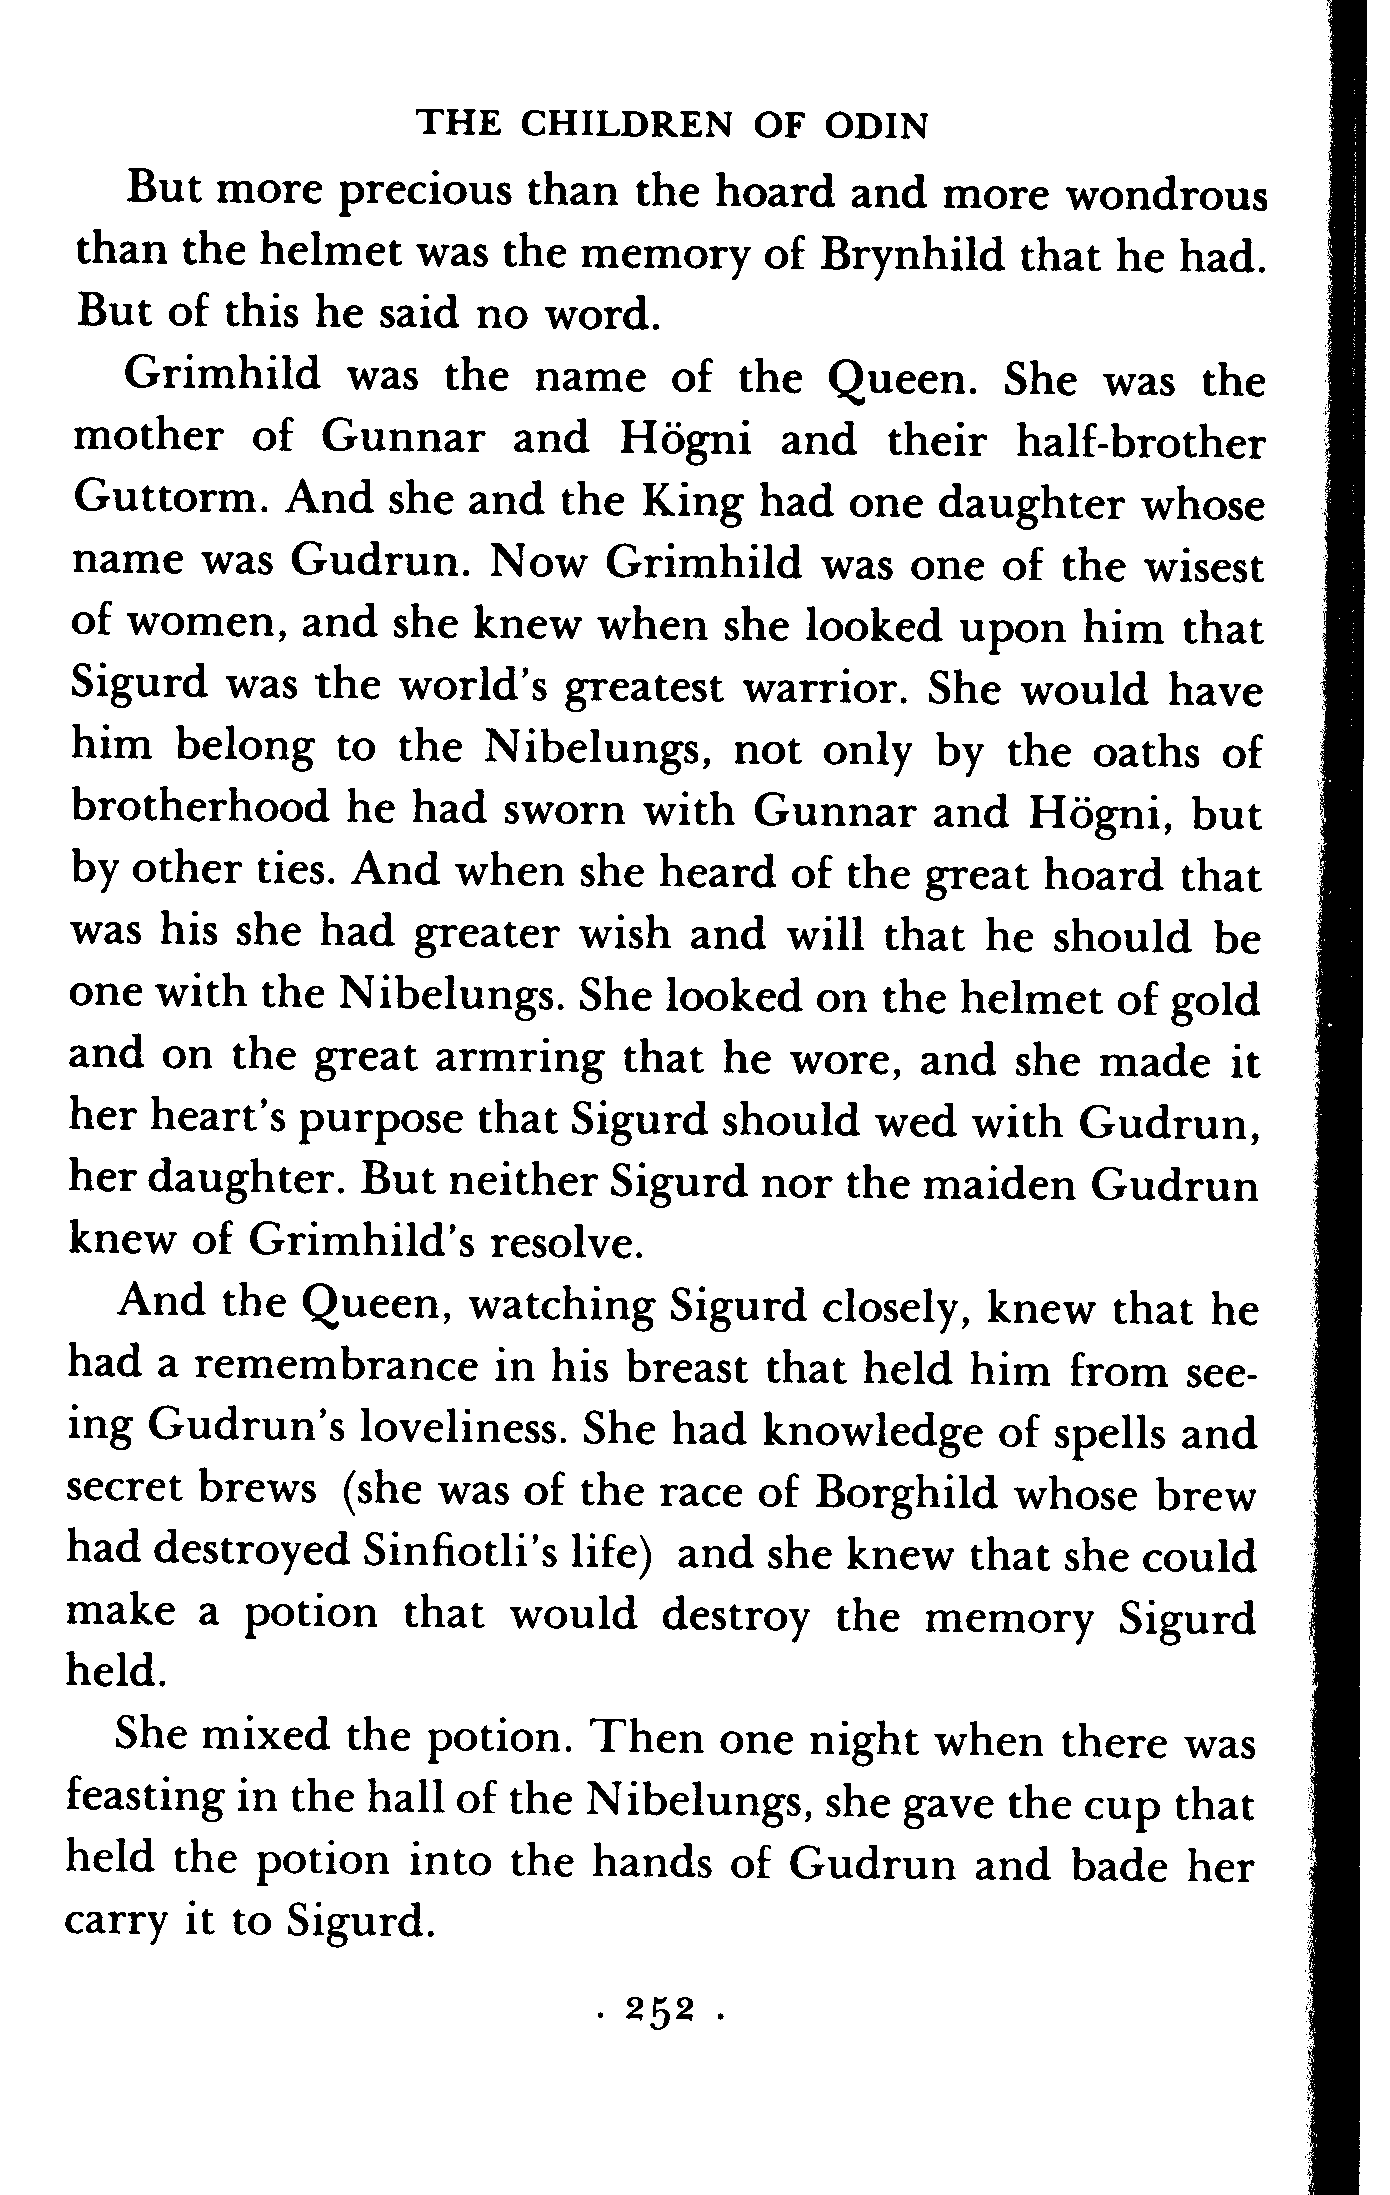 THE CHILDREN OF ODIN
But more precious than the hoard and more wondrous
than the helmet was the memory of Brynhild that he had.
But of this he said no word.
Grimhild was the name of the Queen. She was the
mother of Gunnar and Högni and their half-brother
Guttorm. And she and the King had one daughter whose
name was Gudrun. Now Grimhild was one of the wisest
of women, and she knew when she looked upon him that
Sigurd was the world's greatest warrior. She would have
him belong to the Nibelungs, not only by the oaths of
brotherhood he had sworn with Gunnar and Högni, but
by other ties. And when she heard of the great hoard that
was his she had greater wish and will that he should be
one with the Nibelungs. She looked on the helmet of gold
and on the great armring that he wore, and she made it
her heart's purpose that Sigurd should wed with Gudrun,
her daughter. But neither Sigurd nor the maiden Gudrun
knew of Grimhild's resolve.
And the Queen, watching Sigurd closely, knew that he
had a remembrance in his breast that held him from see-
ing Gudrun's loveliness. She had knowledge of spells and
secret brews (she was of the race of Borghild whose brew
had destroyed Sinfiotli's life) and she knew that she could
make a potion that would destroy the memory Sigurd
held.
She mixed the potion. Then one night when there was
feasting in the hall of the Nibelungs, she gave the cup that
held the potion into the hands of Gudrun and bade her
carry it to Sigurd.
. 252 .